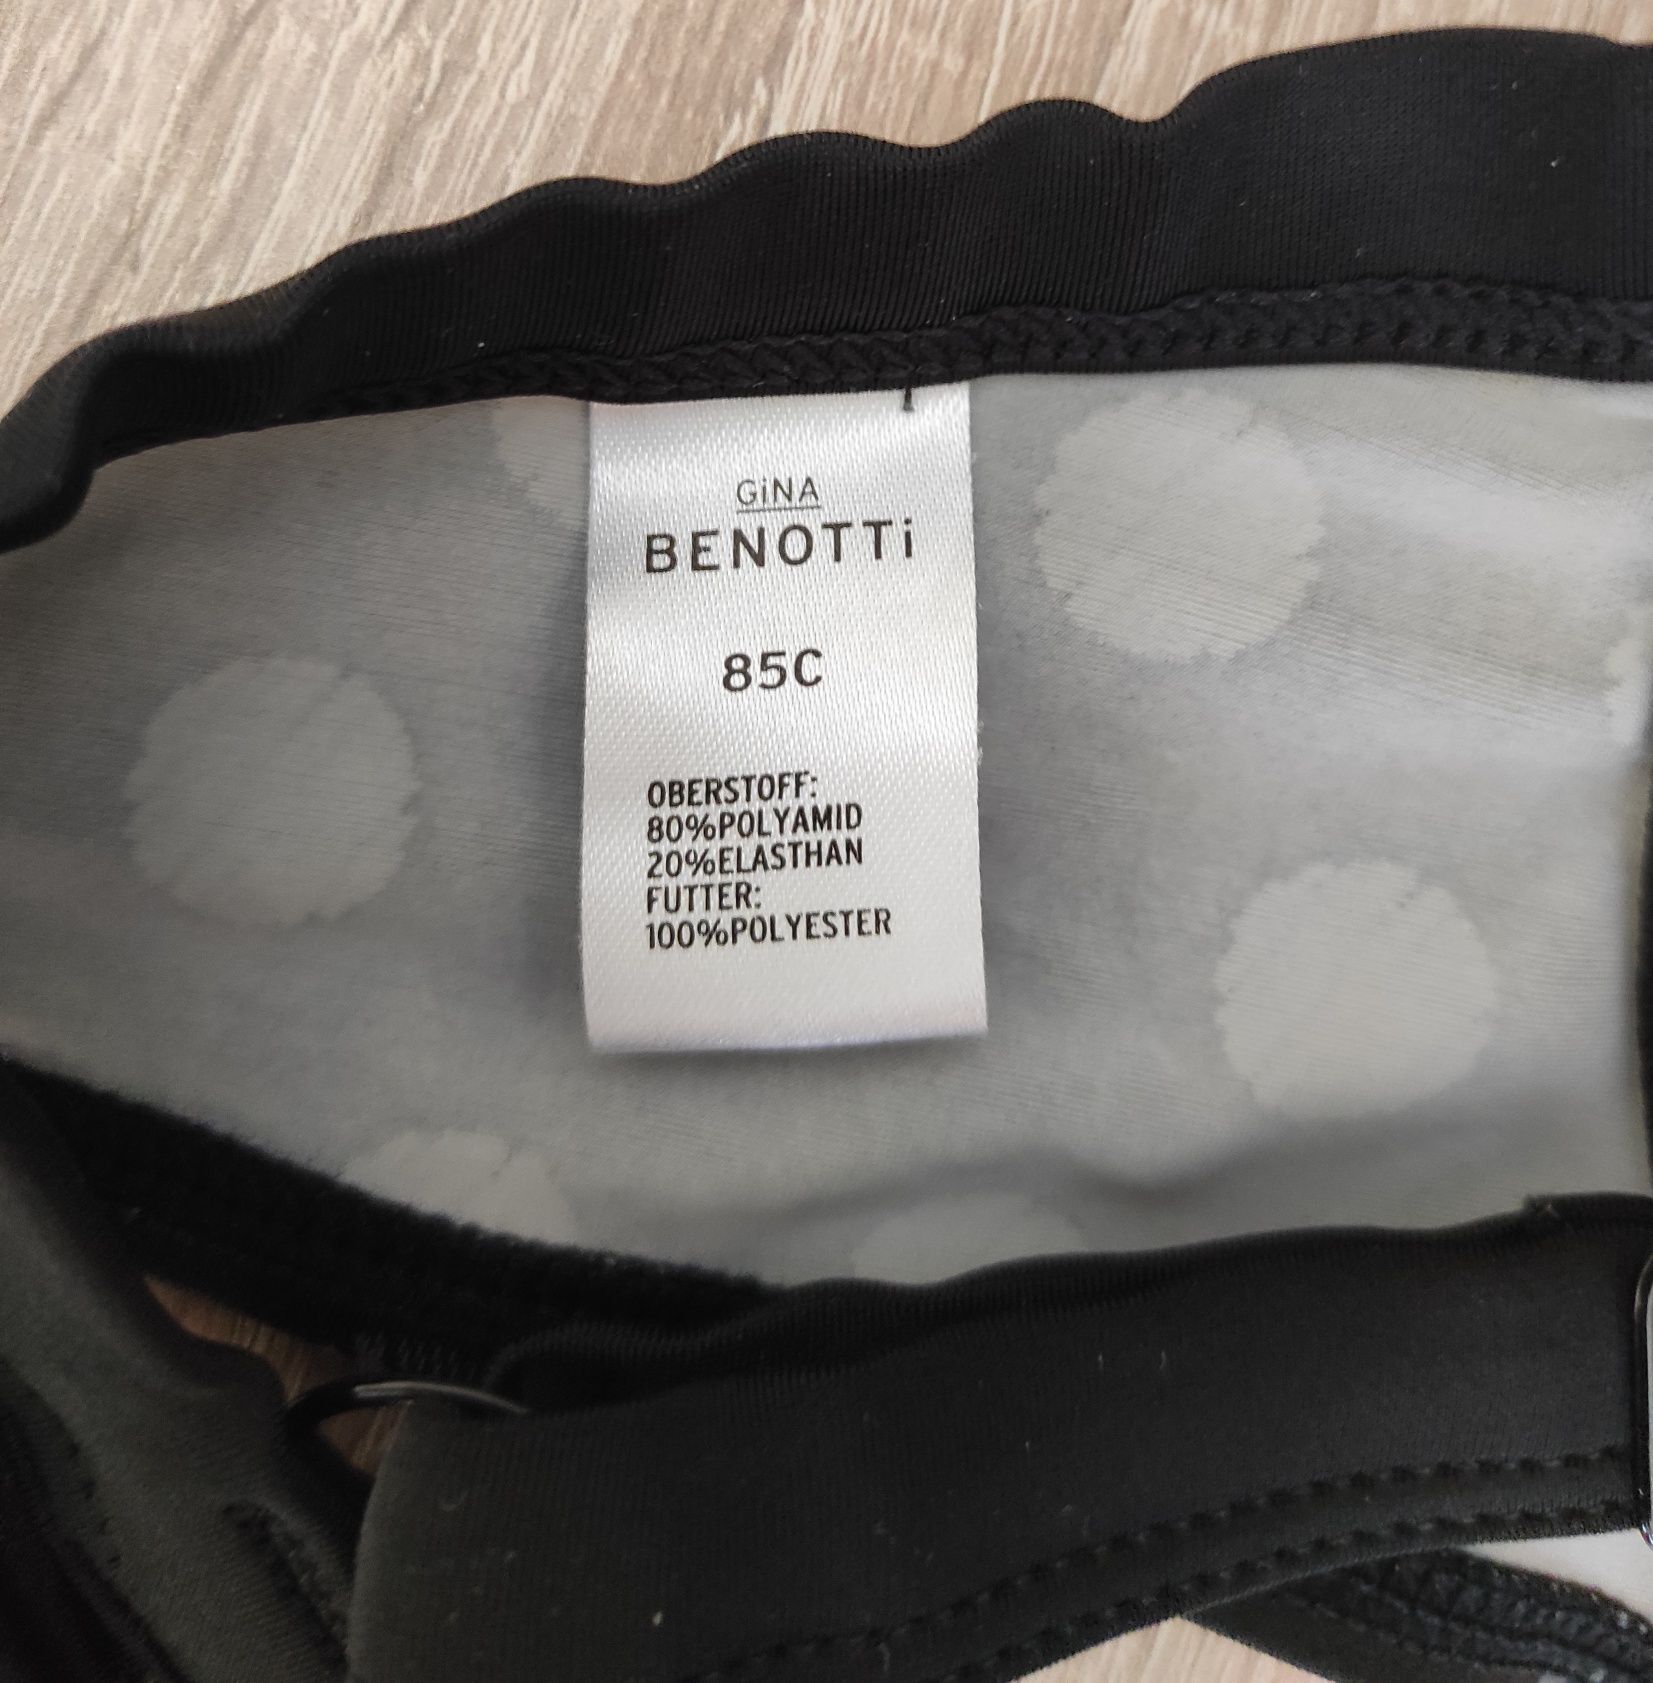 GiNA
BENOTTi
85C
OBERSTOFF:
80%POLYAMID
20%ELASTHAN
FUTTER:
100%POLYESTER